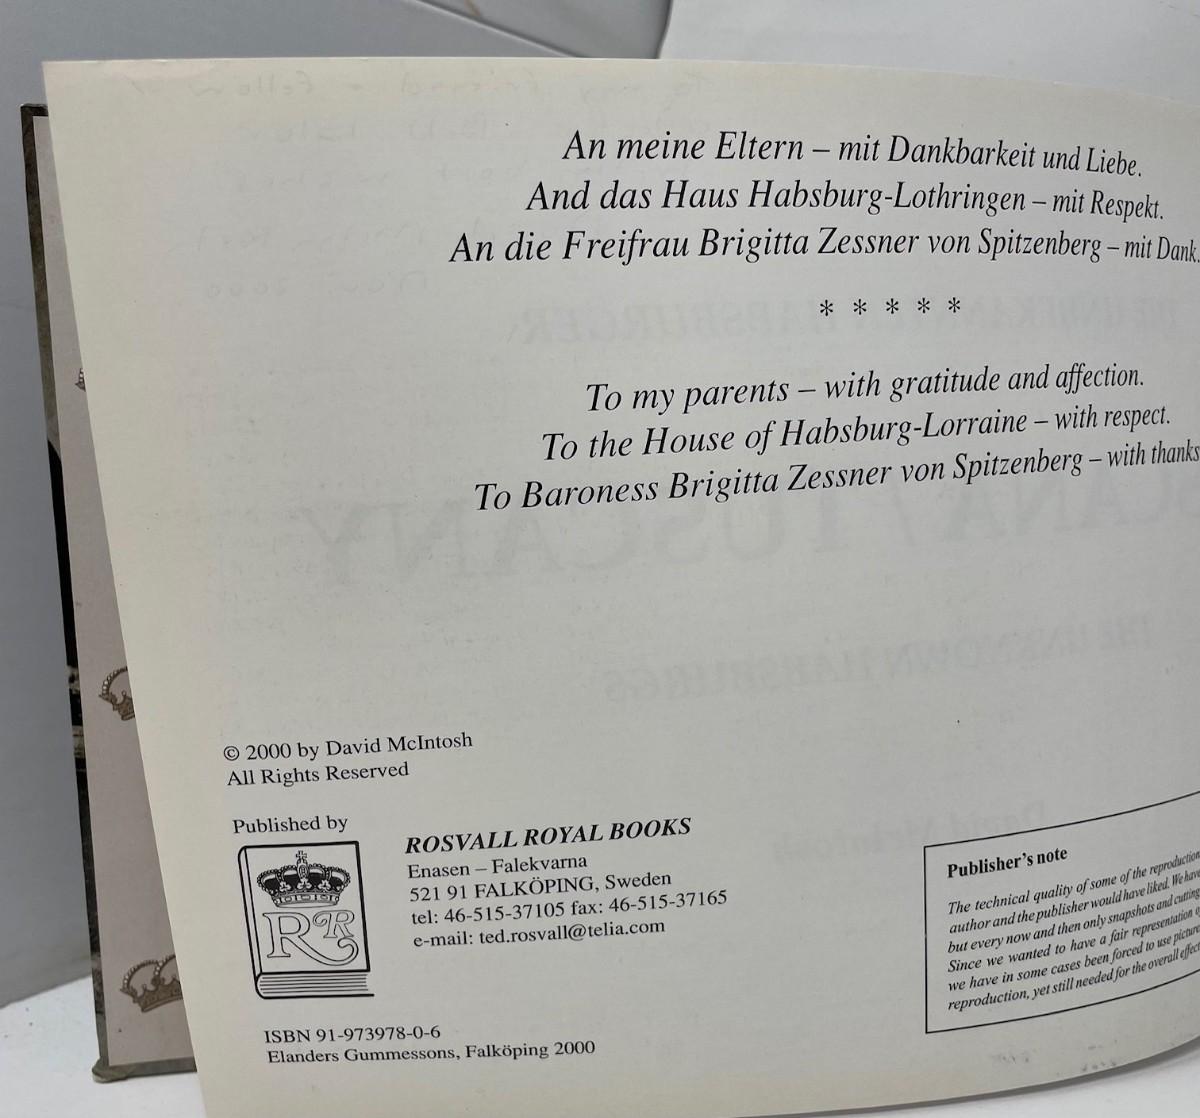 An meine Eltern – mit Dankbarkeit und Liebe.
And das Haus Habsburg-Lothringen – mit Respekt.
An die Freifrau Brigitta Zessner von Spitzenberg – mit Dank.
* * * * *
To my parents – with gratitude and affection.
To the House of Habsburg-Lorraine – with respect.
To Baroness Brigitta Zessner von Spitzenberg – with thanks
© 2000 by David McIntosh
All Rights Reserved
Published by
RR
ROSVALL ROYAL BOOKS
Enasen – Falekvarna
521 91 FALKÖPING, Sweden
tel: 46-515-37105 fax: 46-515-37165
e-mail: ted.rosvall@telia.com
ISBN 91-973978-0-6
Elanders Gummessons, Falköping 2000
Publisher's note
The technical quality of some of the reproduction
author and the publisher would have liked. We have
but every now and then only snapshots and cutting
Since we wanted to have a fair representation
we have in some cases been forced to use picture
reproduction, yet still needed for the overall effect